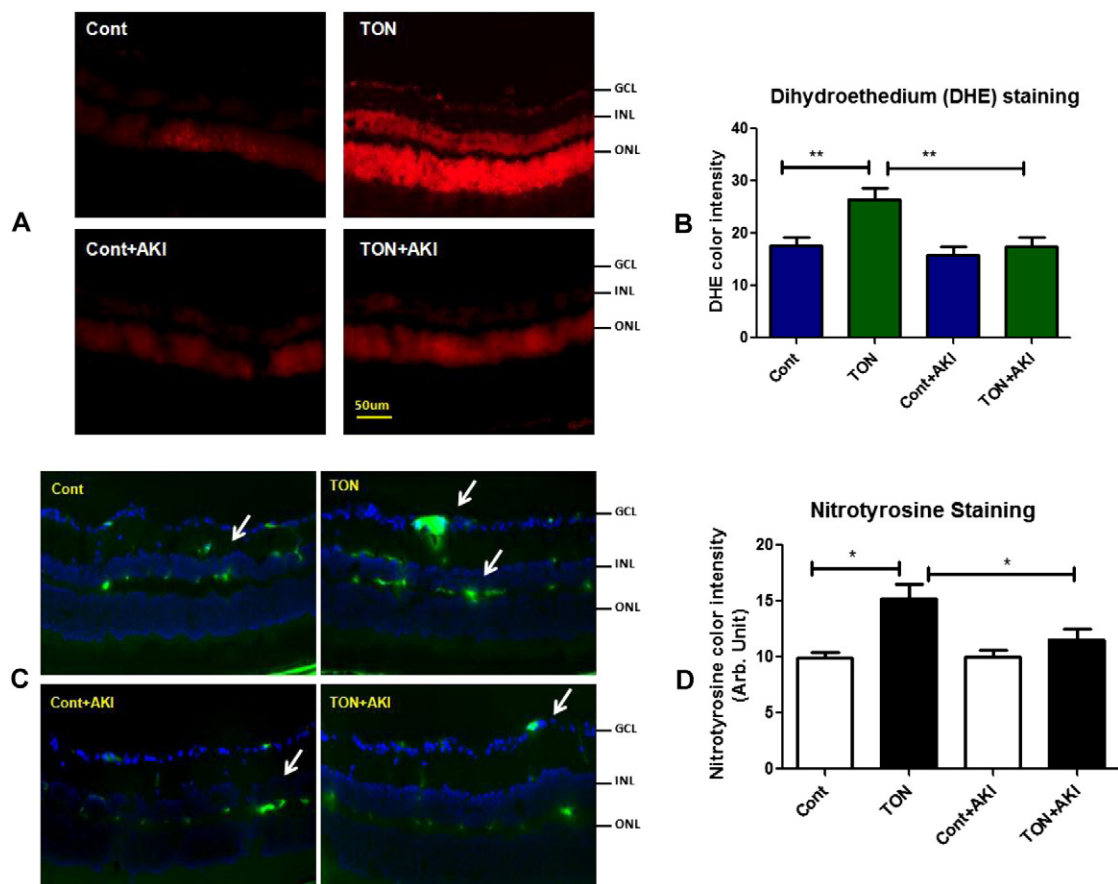 A
Cont
TON
GCL
INL
ONL
Cont+AKI
TON+AKI
GCL
INL
ONL
50um
B
Dihydroethedium (DHE) staining
DHE color intensity
40
30
20
10
0
**
**
Cont
TON
Cont+AKI
TON+AKI
C
Cont
TON
GCL
INL
ONL
Cont+AKI
TON+AKI
GCL
INL
ONL
D
Nitrotyrosine Staining
Nitrotyrosine color intensity
(Arb. Unit)
20
15
10
5
0
*
*
Cont
TON
Cont+AKI
TON+AKI